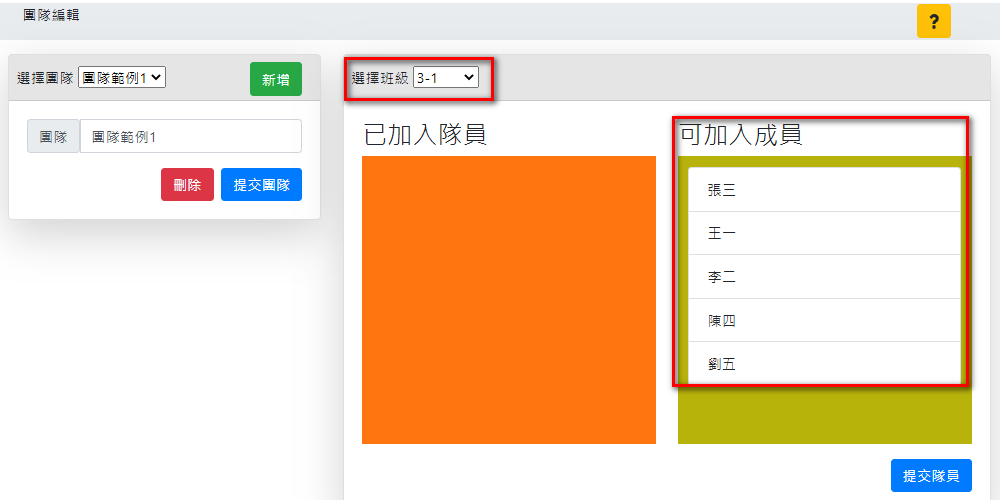 團隊編輯
?
選擇團隊 團隊範例1 新增
團隊 團隊範例1
刪除 提交團隊
選擇班級 3-1
已加入隊員
可加入成員
張三
王一
李二
陳四
劉五
提交隊員